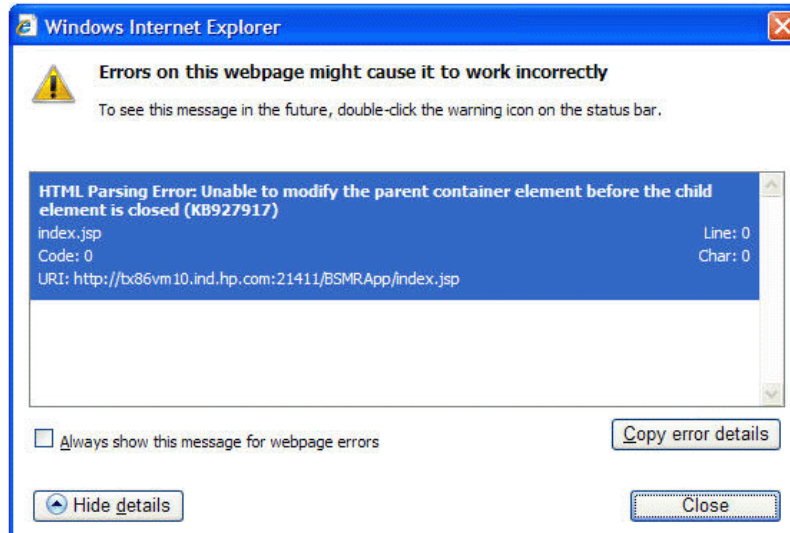 Windows Internet Explorer
Errors on this webpage might cause it to work incorrectly
To see this message in the future, double-click the warning icon on the status bar.
HTML Parsing Error: Unable to modify the parent container element before the child
element is closed (KB927917)
index.jsp Line: 0
Code: 0 Char: 0
URI: http://tx86vm10.ind.hp.com:21411/BSMRApp/index.jsp
Always show this message for webpage errors
Copy error details
Hide details
Close